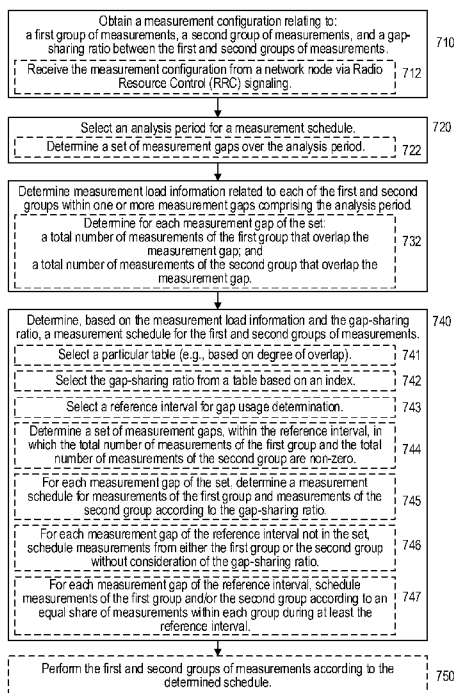 Obtain a measurement configuration relating to:
a first group of measurements, a second group of measurements, and a gap-
sharing ratio between the first and second groups of measurements.
710
Receive the measurement configuration from a network node via Radio
Resource Control (RRC) signaling.
712
Select an analysis period for a measurement schedule.
720
Determine a set of measurement gaps over the analysis period.
722
Determine measurement load information related to each of the first and second
groups within one or more measurement gaps comprising the analysis period.
Determine for each measurement gap of the set:
a total number of measurements of the first group that overlap the
measurement gap; and
a total number of measurements of the second group that overlap the
measurement gap.
732
Determine, based on the measurement load information and the gap-sharing
ratio, a measurement schedule for the first and second groups of measurements.
740
Select a particular table (e.g., based on degree of overlap).
741
Select the gap-sharing ratio from a table based on an index.
742
Select a reference interval for gap usage determination.
743
Determine a set of measurement gaps, within the reference interval, in
which the total number of measurements of the first group and the total
number of measurements of the second group are non-zero.
744
For each measurement gap of the set, determine a measurement
schedule for measurements of the first group and measurements of the
second group according to the gap-sharing ratio.
745
For each measurement gap of the reference interval not in the set,
schedule measurements from either the first group or the second group
without consideration of the gap-sharing ratio.
746
For each measurement gap of the reference interval, schedule
measurements of the first group and/or the second group according to an
equal share of measurements within each group during at least the
reference interval.
747
Perform the first and second groups of measurements according to the
determined schedule.
750